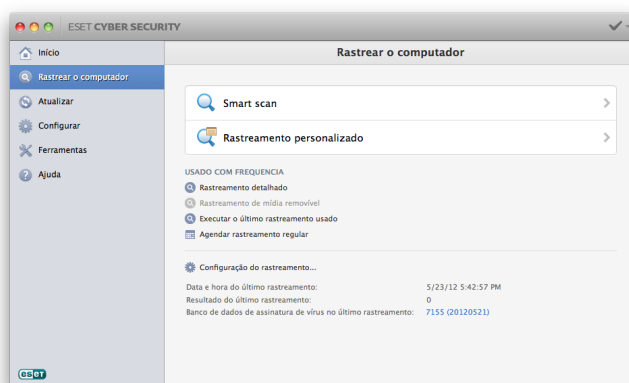 ESET CYBER SECURITY
Início
Rastrear o computador
Atualizar
Configurar
Ferramentas
Ajuda
eseT
Rastrear o computador
Smart scan
Rastreamento personalizado
USADO COM FREQUENCIA
Rastreamento detalhado
Rastreamento de mídia removível
Executar o último rastreamento usado
Agendar rastreamento regular
Configuração do rastreamento...
Data e hora do último rastreamento: 5/23/12 5:42:57 PM
Resultado do último rastreamento: 0
Banco de dados de assinatura de vírus no último rastreamento: 7155 (20120521)